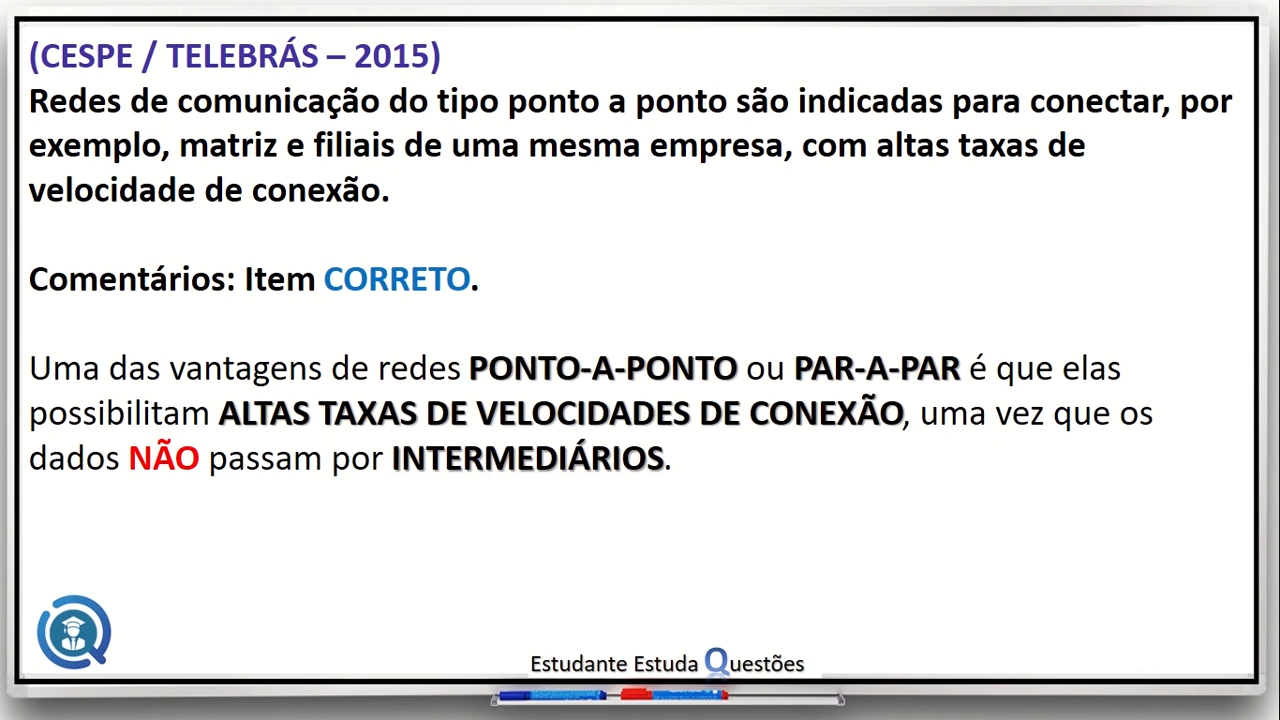 (CESPE / TELEBRÁS – 2015)
Redes de comunicação do tipo ponto a ponto são indicadas para conectar, por
exemplo, matriz e filiais de uma mesma empresa, com altas taxas de
velocidade de conexão.
Comentários: Item CORRETO.
Uma das vantagens de redes PONTO-A-PONTO ou PAR-A-PAR é que elas
possibilitam ALTAS TAXAS DE VELOCIDADES DE CONEXÃO, uma vez que os
dados NÃO passam por INTERMEDIÁRIOS.
Estudante Estuda Questões